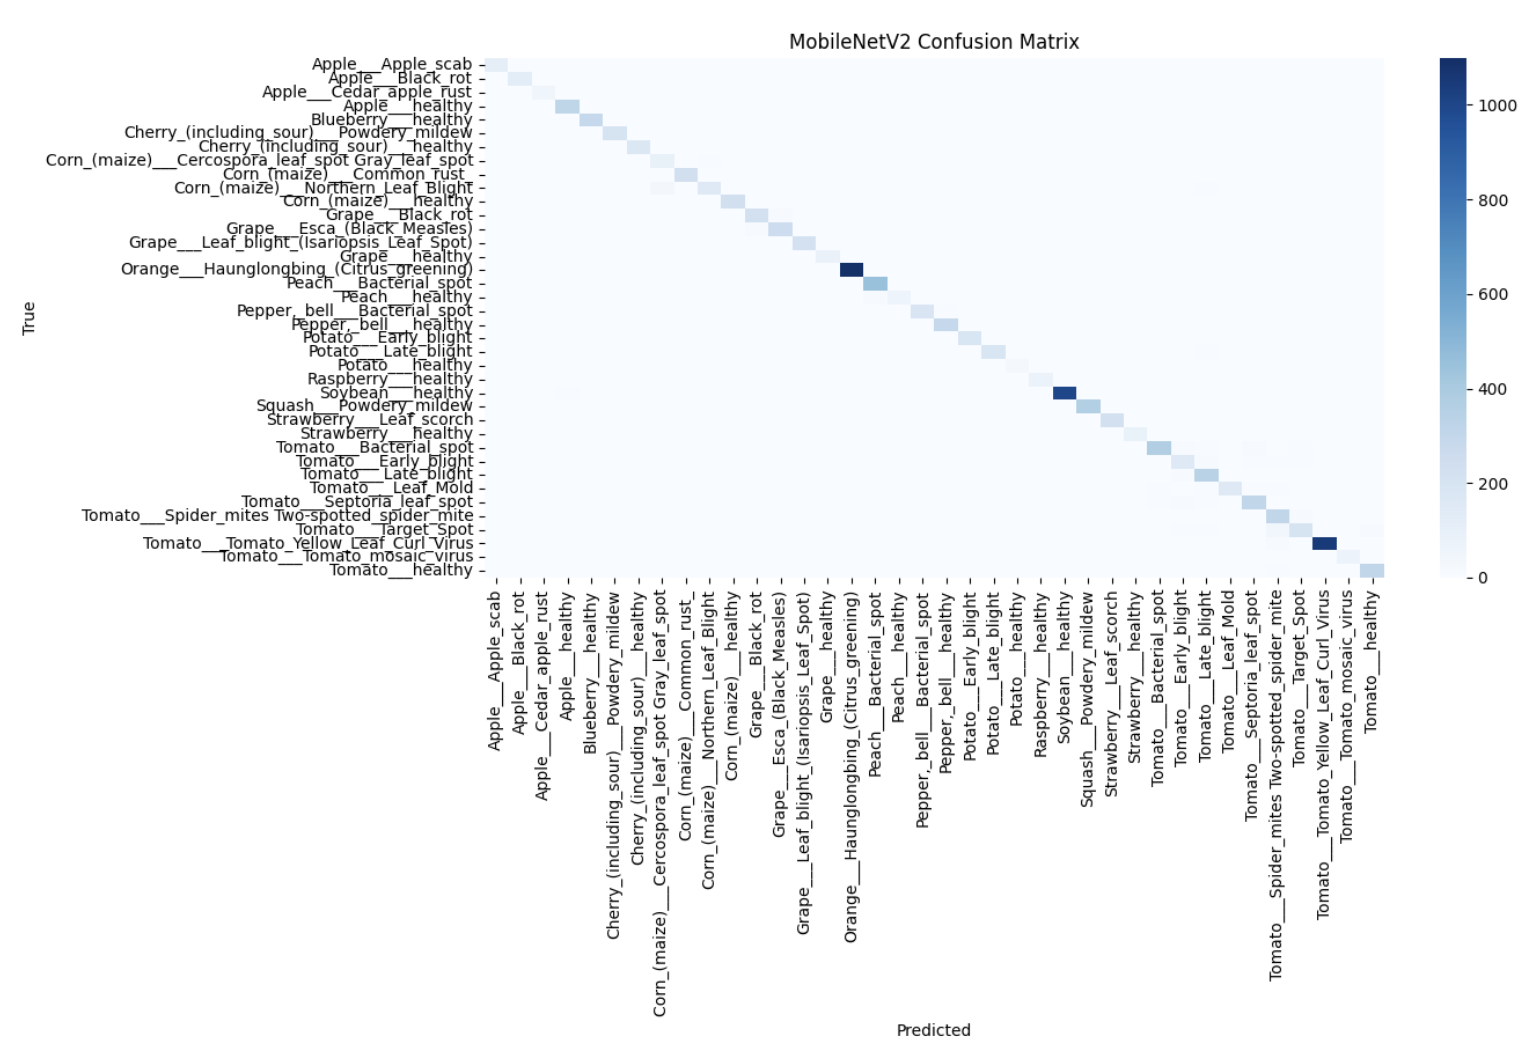 MobileNetV2 Confusion Matrix
True
Apple___Apple_scab
Apple___Black_rot
Apple___Cedar_apple_rust
Apple___healthy
Blueberry___healthy
Cherry_(including_sour)___Powdery_mildew
Cherry_(including_sour)___healthy
Corn_(maize)___Cercospora_leaf_spot Gray_leaf_spot
Corn_(maize)___Common_rust_
Corn_(maize)___Northern_Leaf_Blight
Corn_(maize)___healthy
Grape___Black_rot
Grape___Esca_(Black_Measles)
Grape___Leaf_blight_(Isariopsis_Leaf_Spot)
Grape___healthy
Orange___Haunglongbing_(Citrus_greening)
Peach___Bacterial_spot
Peach___healthy
Pepper,_bell___Bacterial_spot
Pepper,_bell___healthy
Potato___Early_blight
Potato___Late_blight
Potato___healthy
Raspberry___healthy
Soybean___healthy
Squash___Powdery_mildew
Strawberry___Leaf_scorch
Strawberry___healthy
Tomato___Bacterial_spot
Tomato___Early_blight
Tomato___Late_blight
Tomato___Leaf_Mold
Tomato___Septoria_leaf_spot
Tomato___Spider_mites Two-spotted_spider_mite
Tomato___Target_Spot
Tomato___Tomato_Yellow_Leaf_Curl_Virus
Tomato___Tomato_mosaic_virus
Tomato___healthy
Apple___Apple_scab
Apple___Black_rot
Apple___Cedar_apple_rust
Apple___healthy
Blueberry___healthy
Cherry_(including_sour)___Powdery_mildew
Cherry_(including_sour)___healthy
Corn_(maize)___Cercospora_leaf_spot Gray_leaf_spot
Corn_(maize)___Common_rust_
Corn_(maize)___Northern_Leaf_Blight
Corn_(maize)___healthy
Grape___Black_rot
Grape___Esca_(Black_Measles)
Grape___Leaf_blight_(Isariopsis_Leaf_Spot)
Grape___healthy
Orange___Haunglongbing_(Citrus_greening)
Peach___Bacterial_spot
Peach___healthy
Pepper,_bell___Bacterial_spot
Pepper,_bell___healthy
Potato___Early_blight
Potato___Late_blight
Potato___healthy
Raspberry___healthy
Soybean___healthy
Squash___Powdery_mildew
Strawberry___Leaf_scorch
Strawberry___healthy
Tomato___Bacterial_spot
Tomato___Early_blight
Tomato___Late_blight
Tomato___Leaf_Mold
Tomato___Septoria_leaf_spot
Tomato___Spider_mites Two-spotted_spider_mite
Tomato___Target_Spot
Tomato___Tomato_Yellow_Leaf_Curl_Virus
Tomato___Tomato_mosaic_virus
Tomato___healthy
Predicted
1000
800
600
400
200
0